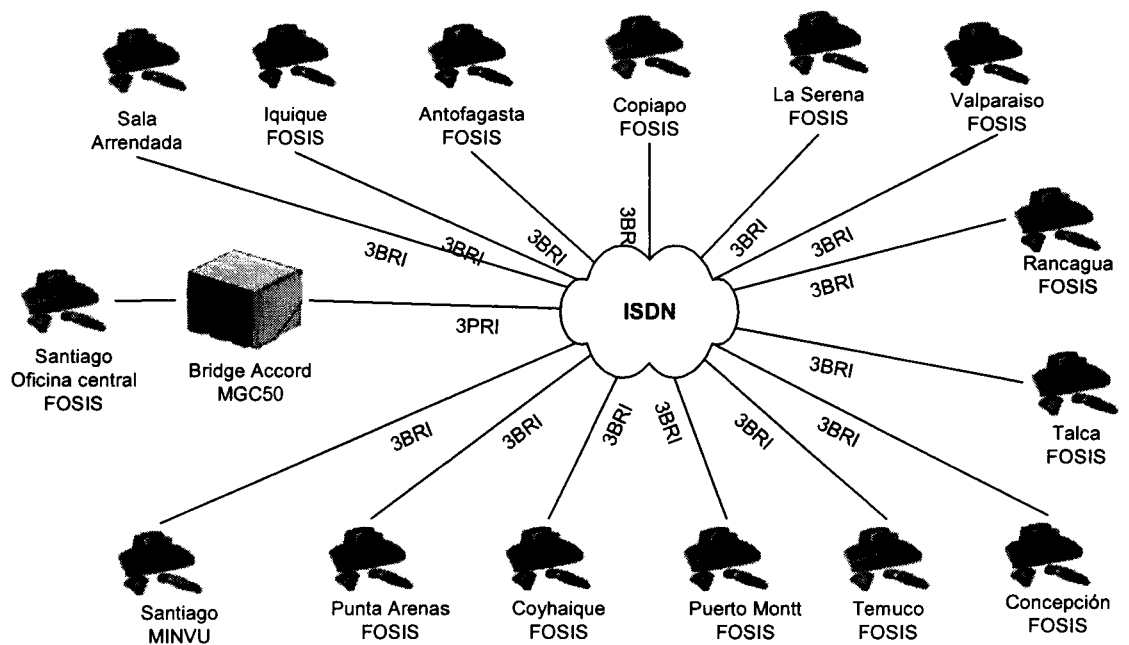 Sala
Arrendada
Iquique
FOSIS
Antofagasta
FOSIS
Copiapo
FOSIS
La Serena
FOSIS
Valparaiso
FOSIS
3BRI
3BRI
3BRI
3BRI
3BRI
3BRI
3BRI
Rancagua
FOSIS
Santiago
Oficina central
FOSIS
Bridge Accord
MGC50
3PRI
ISDN
3BRI
Talca
FOSIS
3BRI
3BRI
3BRI
3BRI
3BRI
3BRI
Santiago
MINVU
Punta Arenas
FOSIS
Coyhaique
FOSIS
Puerto Montt
FOSIS
Temuco
FOSIS
Concepción
FOSIS